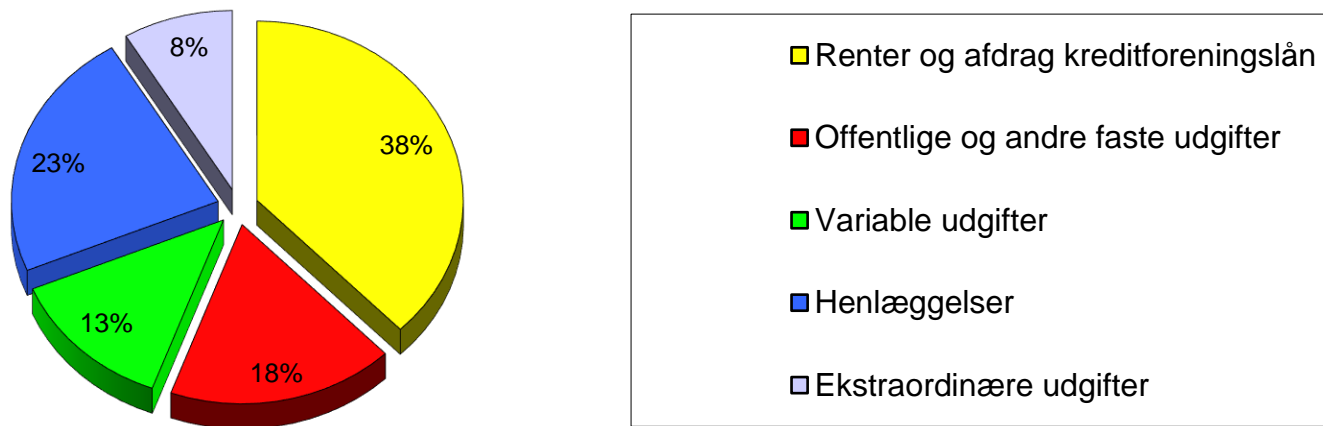 8%
38%
23%
13%
18%
Renter og afdrag kreditforeningslån
Offentlige og andre faste udgifter
Variable udgifter
Henlæggelser
Ekstraordinære udgifter